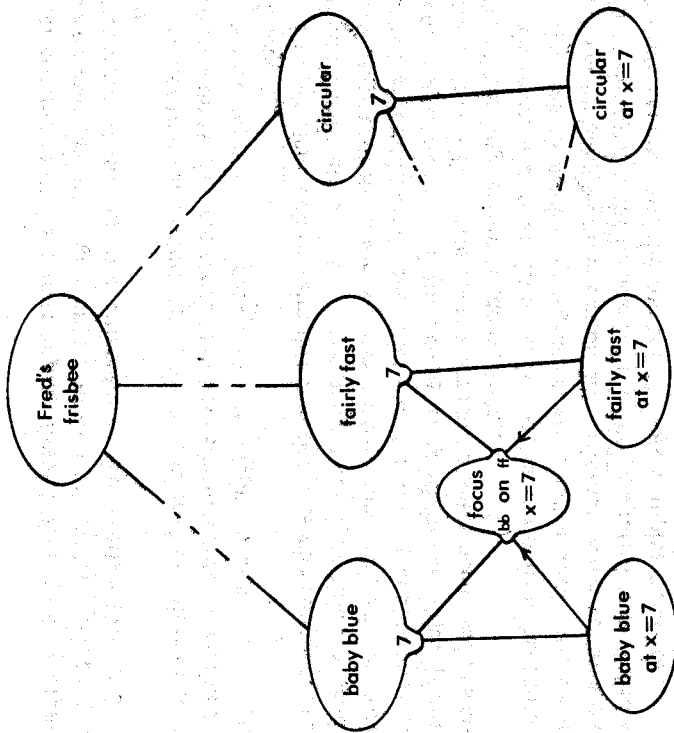 Fred's
frisbee
baby blue
7
fairly fast
7
circular
7
focus
bb on ff
x=7
baby blue
at x=7
fairly fast
at x=7
circular
at x=7